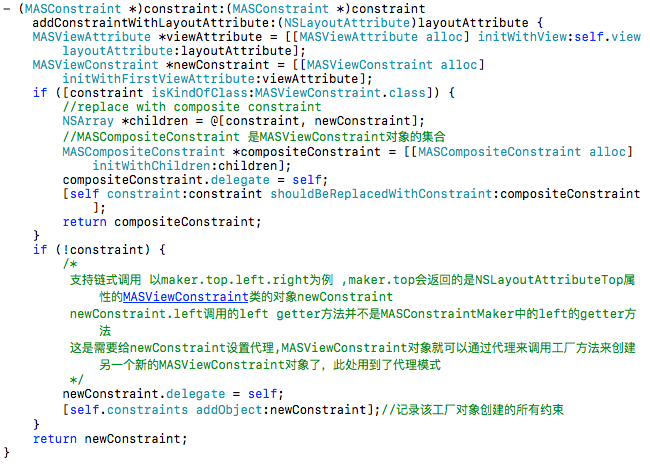 - (MASConstraint *)constraint:(MASConstraint *)constraint
addConstraintWithLayoutAttribute:(NSLayoutAttribute)layoutAttribute {
MASViewAttribute *viewAttribute = [[MASViewAttribute alloc] initWithView:self.view
layoutAttribute:layoutAttribute];
MASViewConstraint *newConstraint = [[MASViewConstraint alloc]
initWithFirstViewAttribute:viewAttribute];
if ([constraint isKindOfClass:MASViewConstraint.class]) {
//replace with composite constraint
NSArray *children = @[constraint, newConstraint];
//MASCompositeConstraint 是MASViewConstraint对象的集合
MASCompositeConstraint *compositeConstraint = [[MASCompositeConstraint alloc]
initWithChildren:children];
compositeConstraint.delegate = self;
[self constraint:constraint shouldBeReplacedWithConstraint:compositeConstraint
];
return compositeConstraint;
}
if (!constraint) {
/*
支持链式调用 以maker.top.left.right为例 ,maker.top会返回的是NSLayoutAttributeTop属
性的MASViewConstraint类的对象newConstraint
newConstraint.left调用的left getter方法并不是MASConstraintMaker中的left的getter方
法
这是需要给newConstraint设置代理,MASViewConstraint对象就可以通过代理来调用工厂方法来创建
另一个新的MASViewConstraint对象了，此处用到了代理模式
*/
newConstraint.delegate = self;
[self.constraints addObject:newConstraint];//记录该工厂对象创建的所有约束
}
return newConstraint;
}